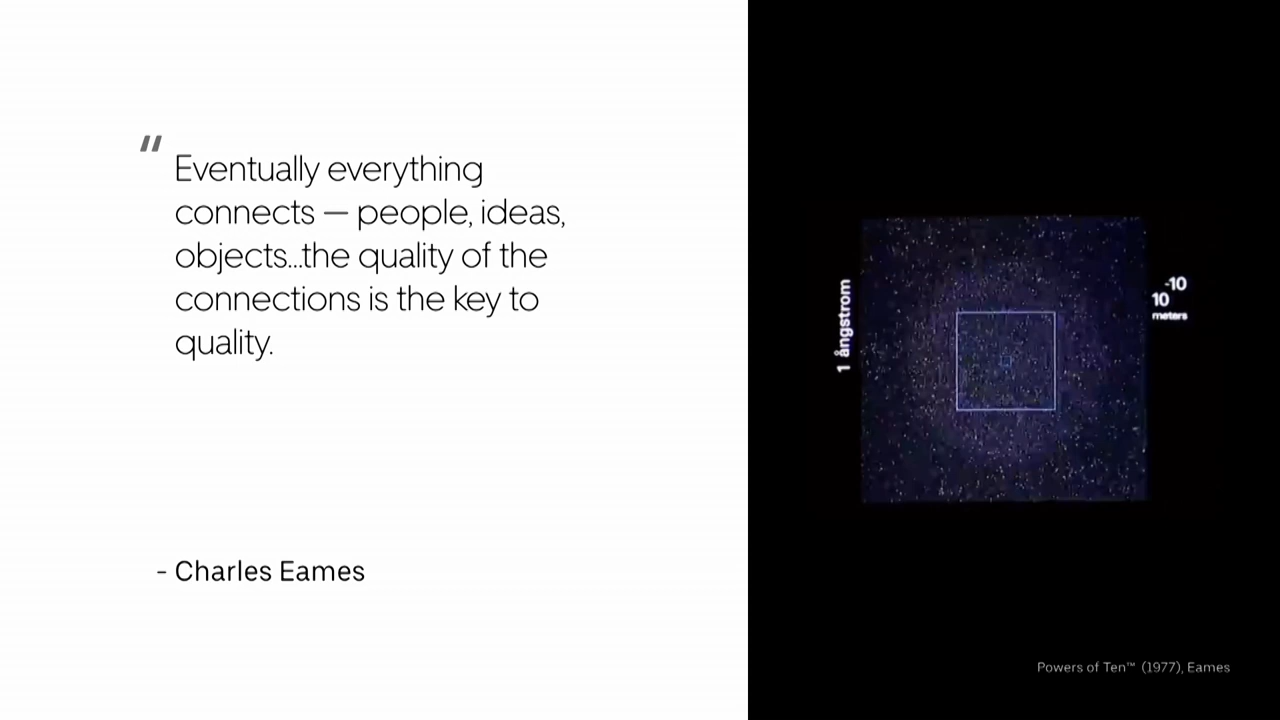 "
Eventually everything
connects — people, ideas,
objects...the quality of the
connections is the key to
quality.
- Charles Eames
1 ångstrom
10⁻¹⁰
meters
Powers of Ten™ (1977), Eames